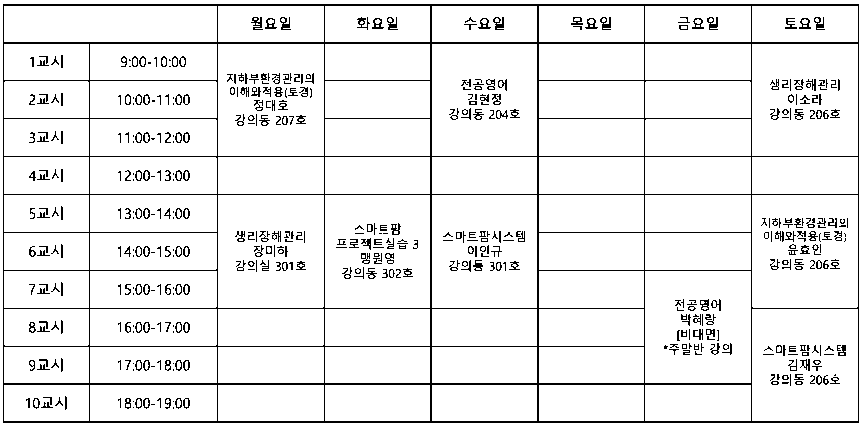 월요일 화요일 수요일 목요일 금요일 토요일
1교시 9:00-10:00
2교시 10:00-11:00
3교시 11:00-12:00
4교시 12:00-13:00
5교시 13:00-14:00
6교시 14:00-15:00
7교시 15:00-16:00
8교시 16:00-17:00
9교시 17:00-18:00
10교시 18:00-19:00
지하부환경관리의
이해와적용(토경)
정대호
강의동 207호
생리장해관리
장미하
강의실 301호
스마트팜
프로젝트실습 3
맹원영
강의동 302호
전공영어
김현정
강의동 204호
스마트팜시스템
이인규
강의동 301호
전공영어
박혜랑
[비대면]
*주말반 강의
생리장해관리
이소라
강의동 206호
지하부환경관리의
이해와적용(토경)
윤효인
강의동 206호
스마트팜시스템
김재우
강의동 206호